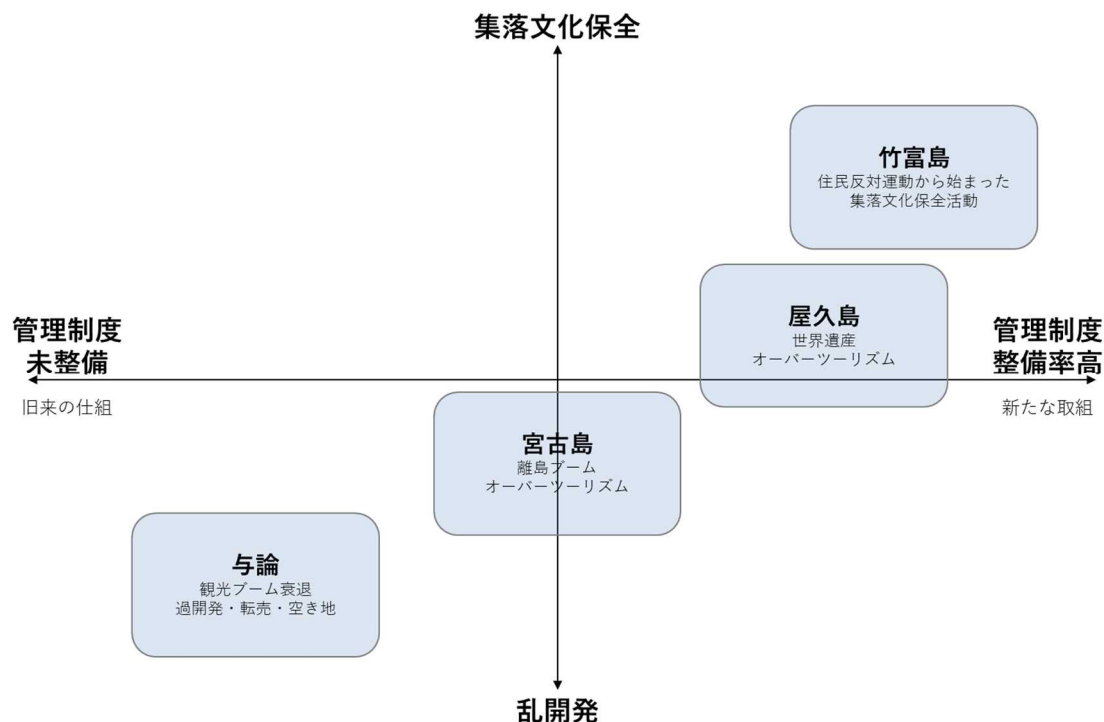 集落文化保全
竹富島
住民反対運動から始まった
集落文化保全活動
屋久島
世界遺産
オーバーツーリズム
管理制度
未整備
旧来の仕組
管理制度
整備率高
新たな取組
宮古島
離島ブーム
オーバーツーリズム
与論
観光ブーム衰退
過開発・転売・空き地
乱開発